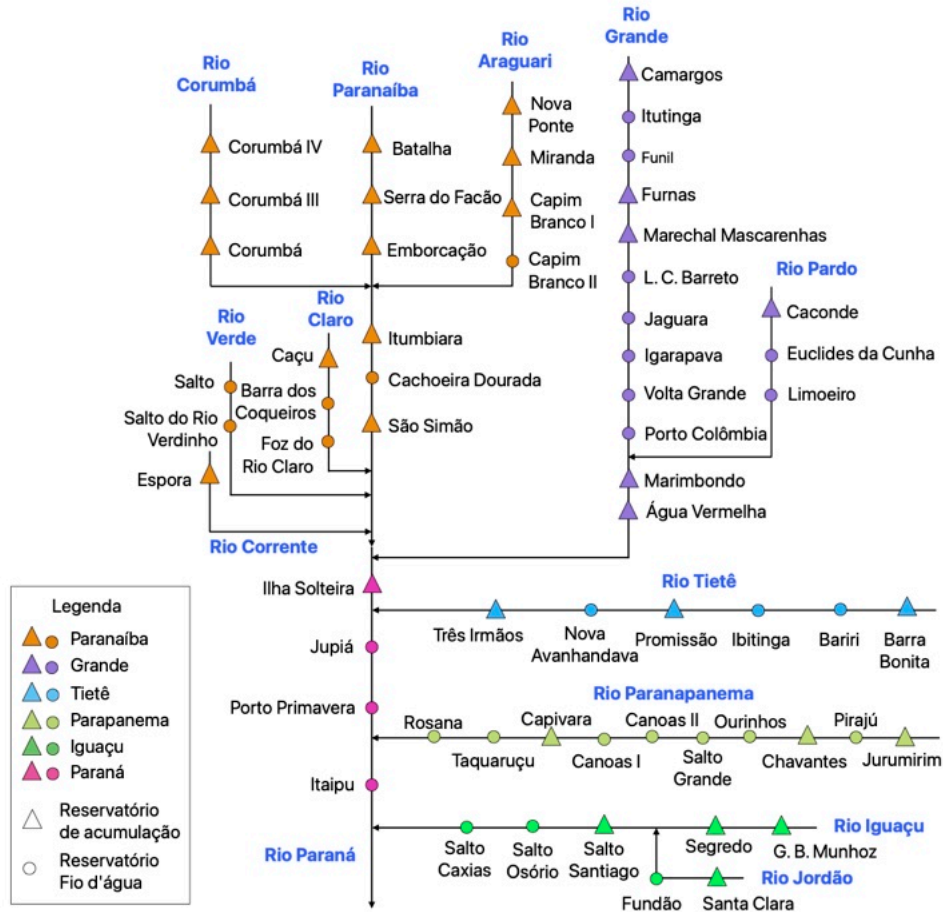 Rio
Corumbá
Corumbá IV
Corumbá III
Corumbá
Rio
Paranaíba
Batalha
Serra do Facão
Emborcação
Itumbiara
Cachoeira Dourada
São Simão
Rio
Araguari
Nova
Ponte
Miranda
Capim
Branco I
Capim
Branco II
Rio
Grande
Camargos
Itutinga
Funil
Furnas
Marechal Mascarenhas
L. C. Barreto
Jaguara
Igarapava
Volta Grande
Porto Colômbia
Marimbondo
Água Vermelha
Rio Pardo
Caconde
Euclides da Cunha
Limoeiro
Rio
Verde
Salto
Salto do Rio
Verdinho
Rio
Claro
Caçu
Barra dos
Coqueiros
Foz do
Rio Claro
Espora
Rio Corrente
Ilha Solteira
Jupiá
Porto Primavera
Itaipu
Rio Paraná
Rio Tietê
Três Irmãos
Nova
Avanhandava
Promissão
Ibitinga
Bariri
Barra
Bonita
Rio Paranapanema
Rosana
Taquaruçu
Capivara
Canoas I
Canoas II
Salto
Grande
Ourinhos
Chavantes
Pirajú
Jurumirim
Rio Iguaçu
Salto
Caxias
Salto
Osório
Salto
Santiago
Segredo
G. B. Munhoz
Rio Jordão
Fundão
Santa Clara
Legenda
Paranaíba
Grande
Tietê
Parapanema
Iguaçu
Paraná
Reservatório
de acumulação
Reservatório
Fio d'água